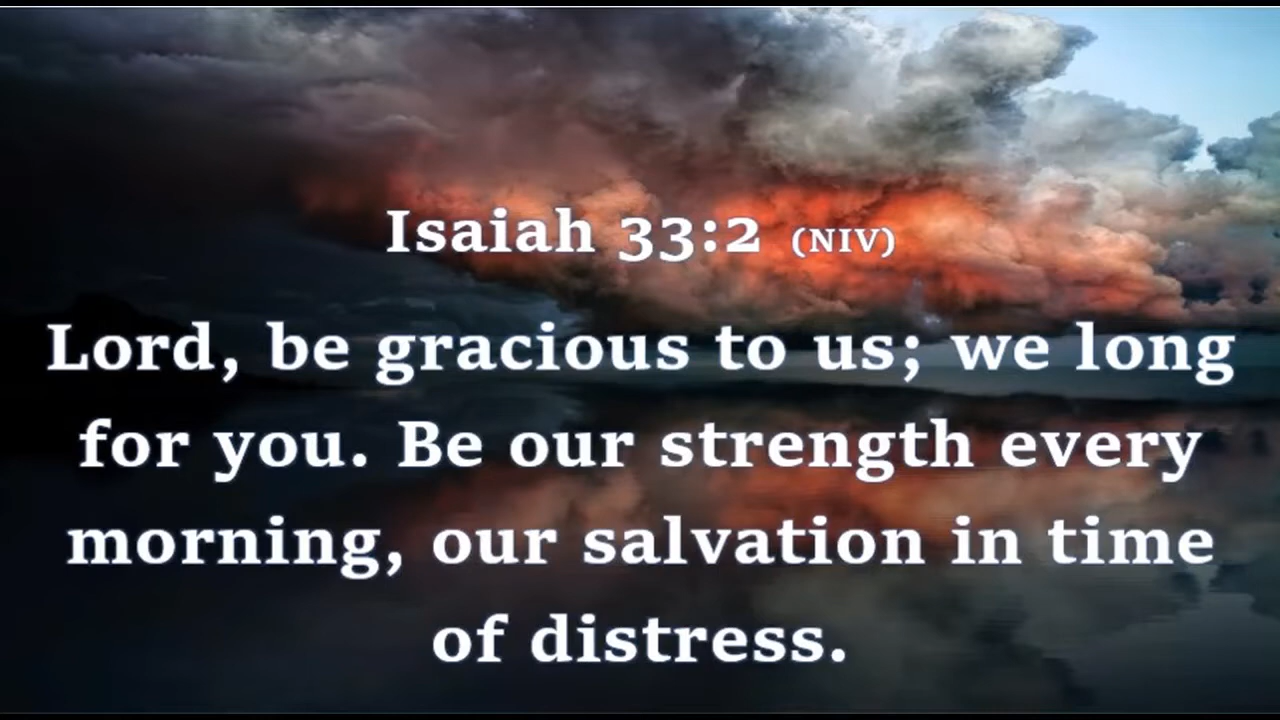 Isaiah 33:2 (NIV)
Lord, be gracious to us; we long
for you. Be our strength every
morning, our salvation in time
of distress.